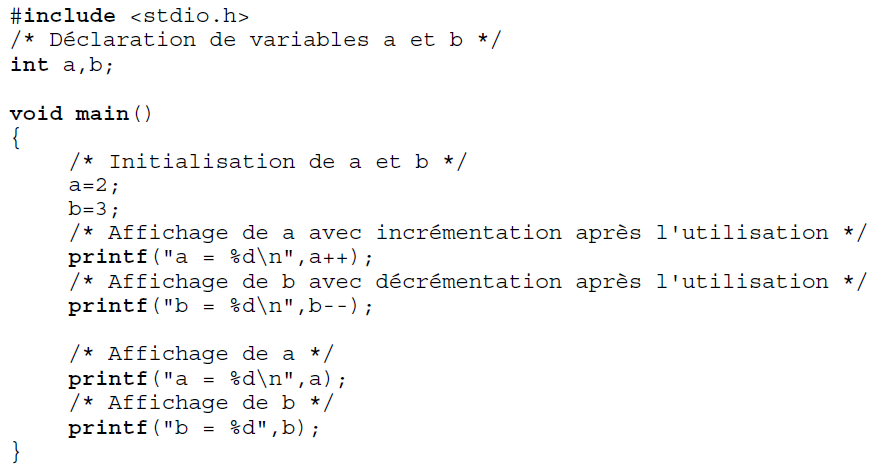 #include <stdio.h>
/* Déclaration de variables a et b */
int a,b;
void main()
{
/* Initialisation de a et b */
a=2;
b=3;
/* Affichage de a avec incrémentation après l'utilisation */
printf("a = %d\n",a++);
/* Affichage de b avec décrémentation après l'utilisation */
printf("b = %d\n",b--);
/* Affichage de a */
printf("a = %d\n",a);
/* Affichage de b */
printf("b = %d",b);
}